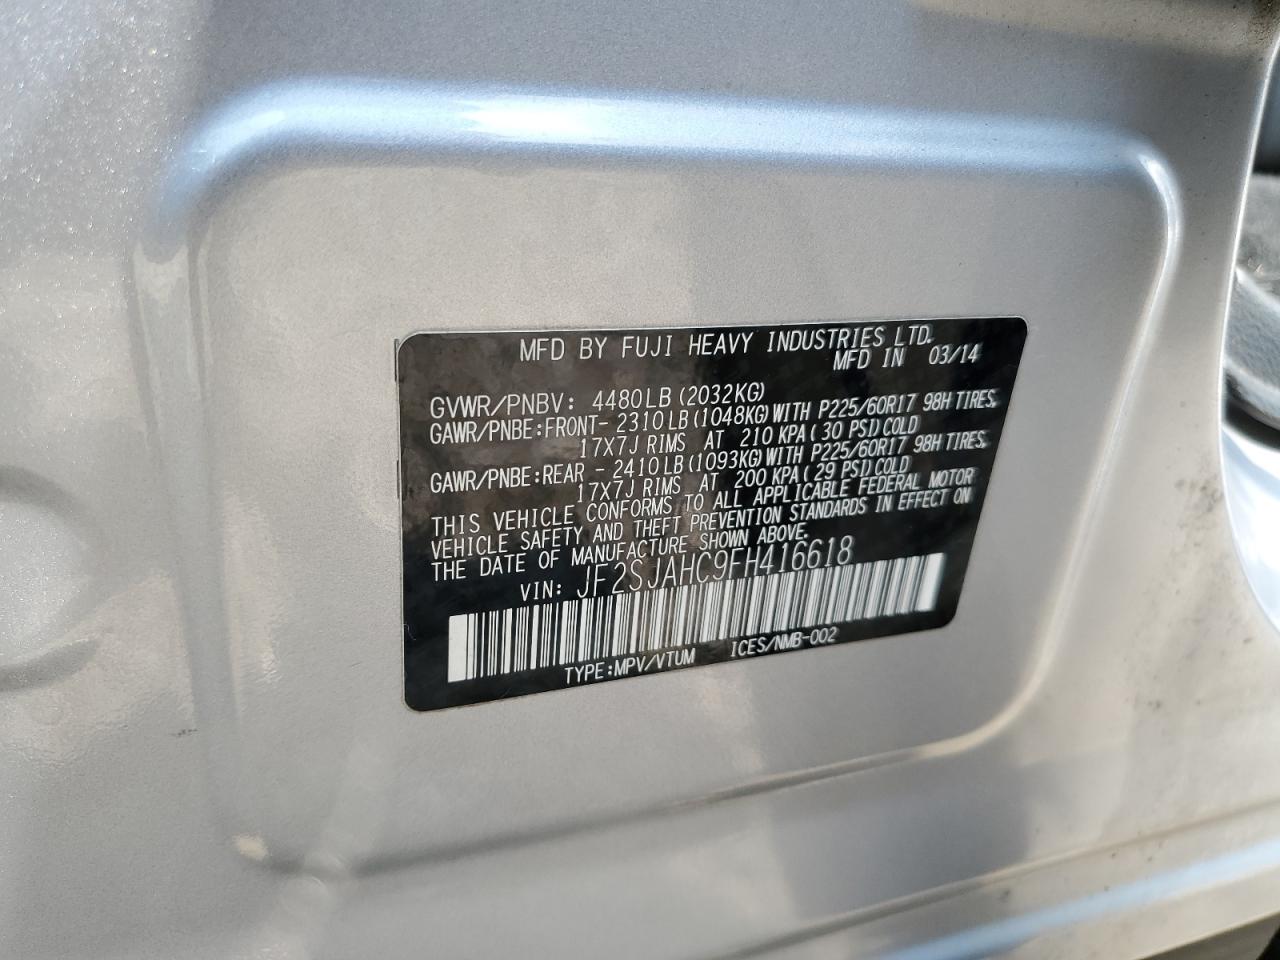 MFD BY FUJI HEAVY INDUSTRIES LTD.
MFD IN 03/14
GVWR/PNBV: 4480LB(2032KG)
GAWR/PNBE:FRONT-2310LB(1048KG)WITH P225/60R17 98H TIRES,
17X7J RIMS AT 210 KPA(30 PSI)COLD
GAWR/PNBE:REAR -2410LB(1093KG)WITH P225/60R17 98H TIRES,
17X7J RIMS AT 200 KPA(29 PSI)COLD
THIS VEHICLE CONFORMS TO ALL APPLICABLE FEDERAL MOTOR
VEHICLE SAFETY AND THEFT PREVENTION STANDARDS IN EFFECT ON
THE DATE OF MANUFACTURE SHOWN ABOVE.
VIN: JF2SJAHC9FH416618
TYPE:MPV/VTUM ICES/NMB-002